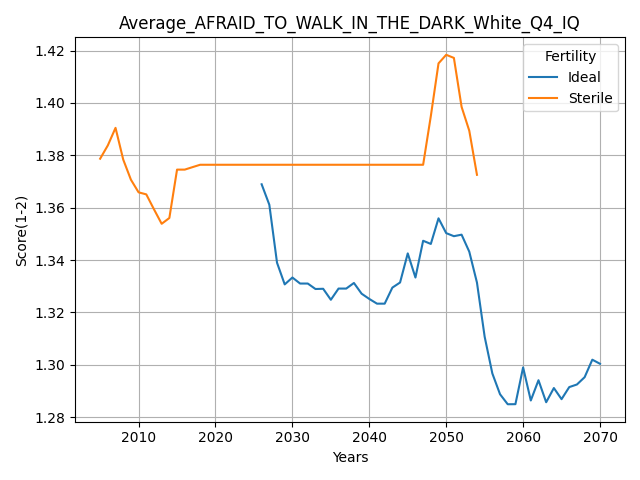 Average_AFRAID_TO_WALK_IN_THE_DARK_White_Q4_IQ
Fertility
Ideal
Sterile
Score(1-2)
1.42
1.40
1.38
1.36
1.34
1.32
1.30
1.28
2010 2020 2030 2040 2050 2060 2070
Years